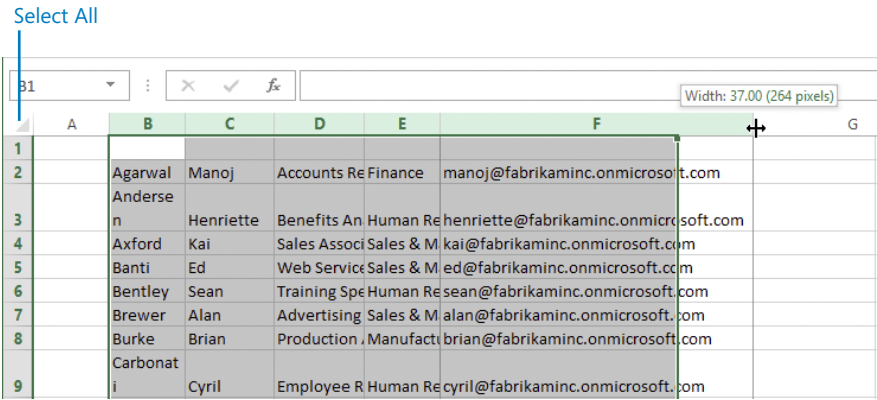 Select All
B1 fx
Width: 37.00 (264 pixels)
A B C D E F G
1
2 Agarwal Manoj Accounts Re Finance manoj@fabrikaminc.onmicrosoft.com
Anderse
3 n Henriette Benefits An Human Re henriette@fabrikaminc.onmicrosoft.com
4 Axford Kai Sales Associ Sales & M kai@fabrikaminc.onmicrosoft.com
5 Banti Ed Web Service Sales & M ed@fabrikaminc.onmicrosoft.com
6 Bentley Sean Training Spe Human Re sean@fabrikaminc.onmicrosoft.com
7 Brewer Alan Advertising Sales & M alan@fabrikaminc.onmicrosoft.com
8 Burke Brian Production Manufactu brian@fabrikaminc.onmicrosoft.com
Carbonat
9 i Cyril Employee R Human Re cyril@fabrikaminc.onmicrosoft.com